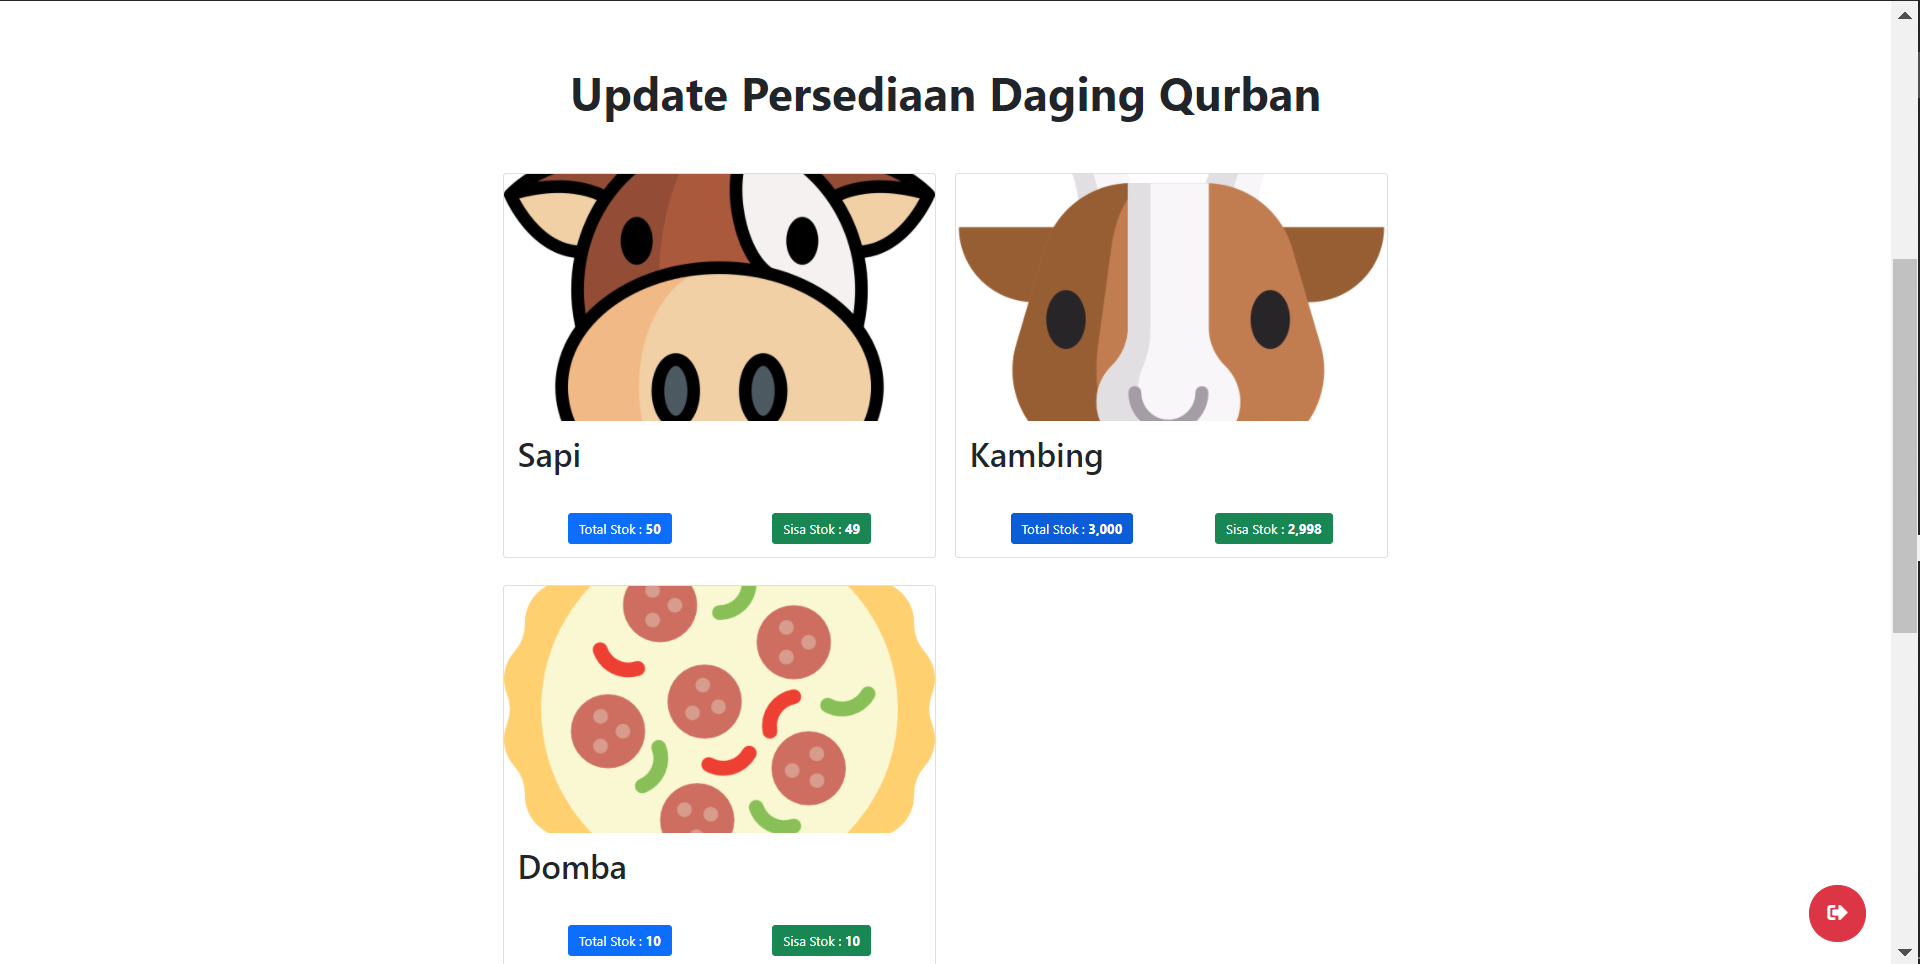 Update Persediaan Daging Qurban
Sapi
Total Stok : 50
Sisa Stok : 49
Kambing
Total Stok : 3,000
Sisa Stok : 2,998
Domba
Total Stok : 10
Sisa Stok : 10